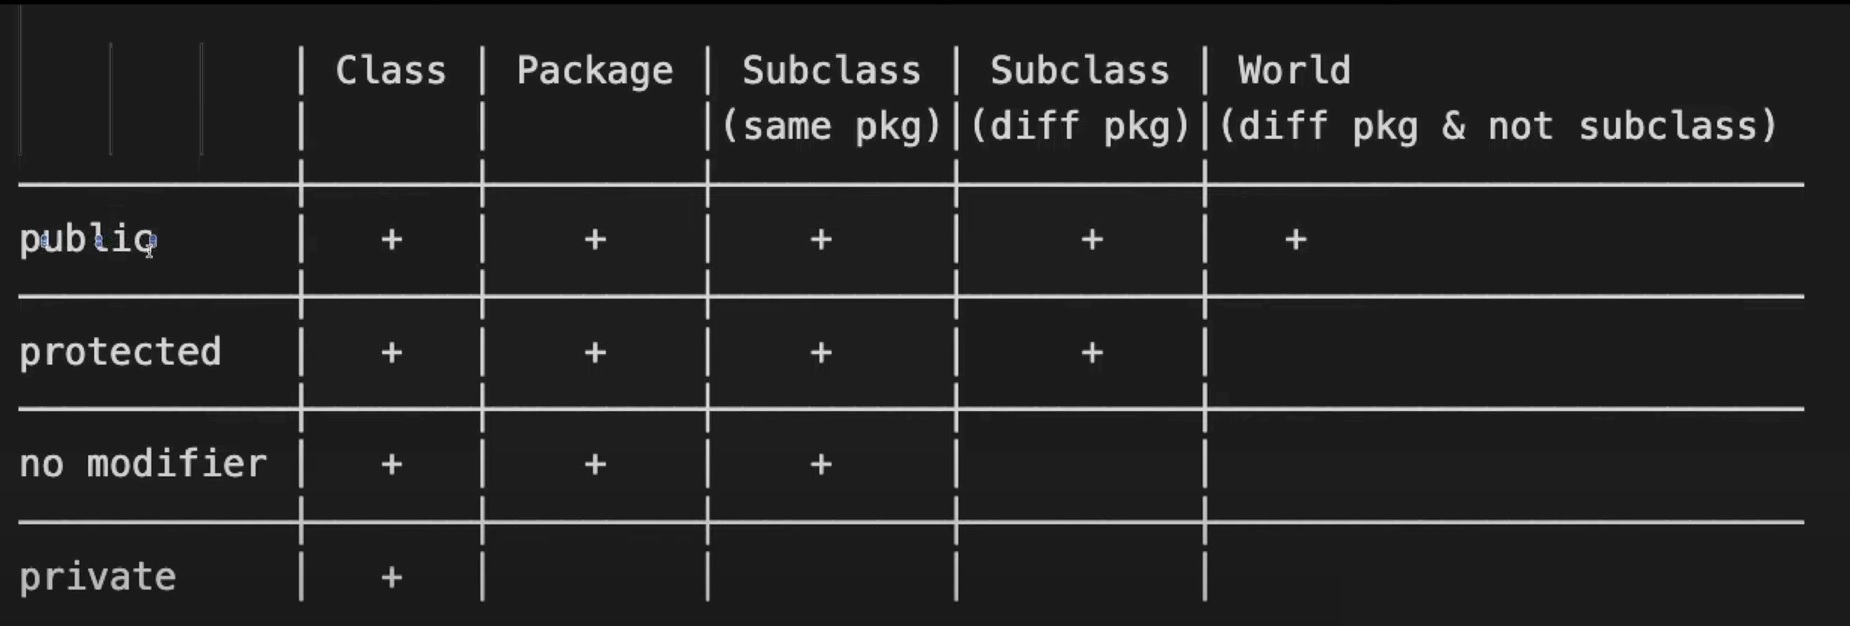 | Class | Package | Subclass | Subclass | World
| | |(same pkg)|(diff pkg)|(diff pkg & not subclass)
public | + | + | + | + | +
protected | + | + | + | + |
no modifier | + | + | + | |
private | + | | | |